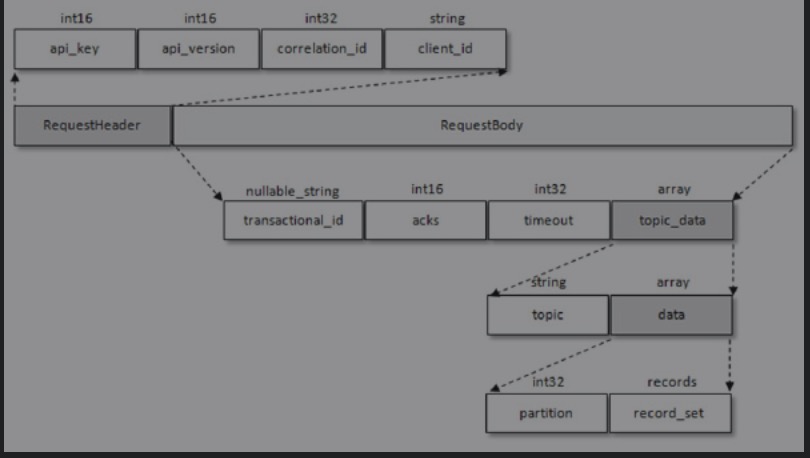 int16 int16 int32 string
api_key api_version correlation_id client_id
RequestHeader RequestBody
nullable_string int16 int32 array
transactional_id acks timeout topic_data
string array
topic data
int32 records
partition record_set